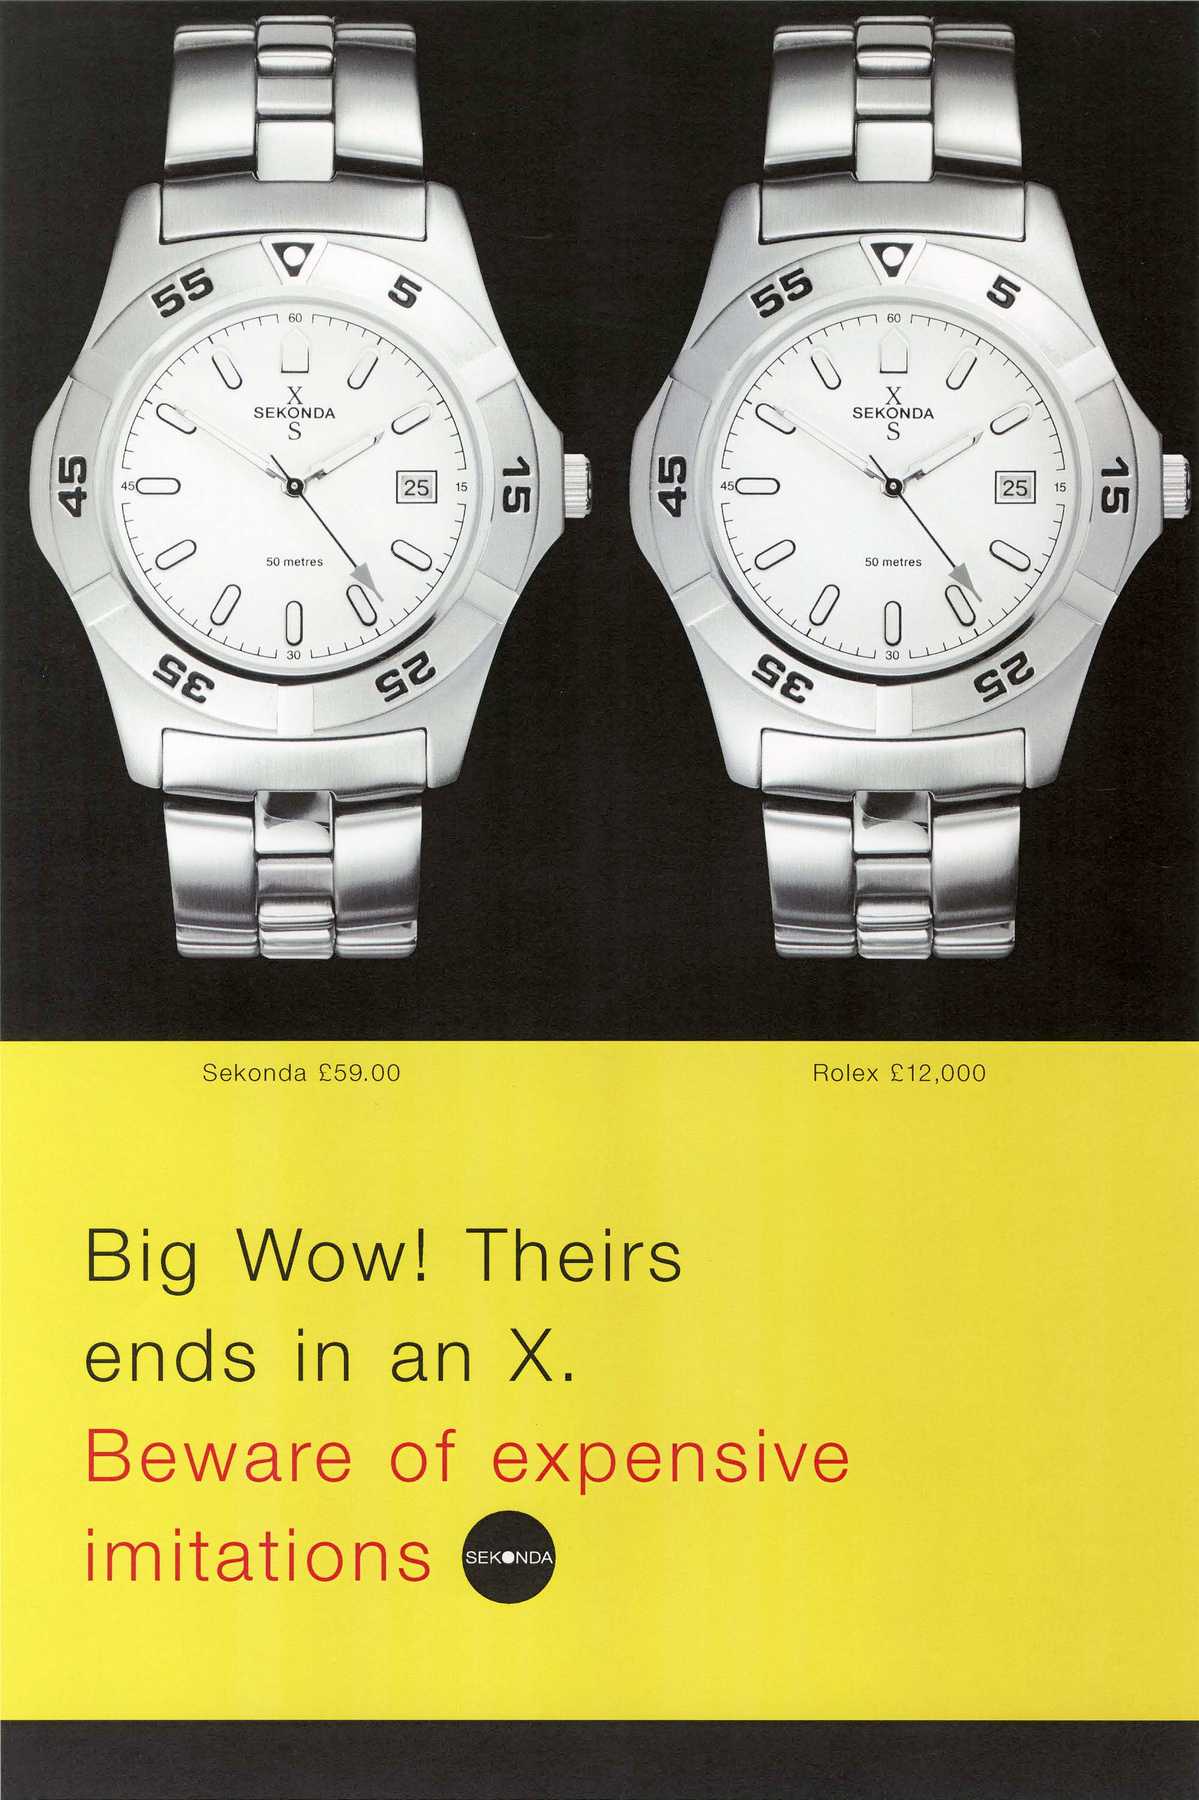 55
5
60
X
SEKONDA
S
45
45
25
15
15
50 metres
30
35
25
55
5
60
X
SEKONDA
S
45
45
25
15
15
50 metres
30
35
25
Sekonda £59.00
Rolex £12,000
Big Wow! Theirs
ends in an X.
Beware of expensive
imitations
SEKONDA